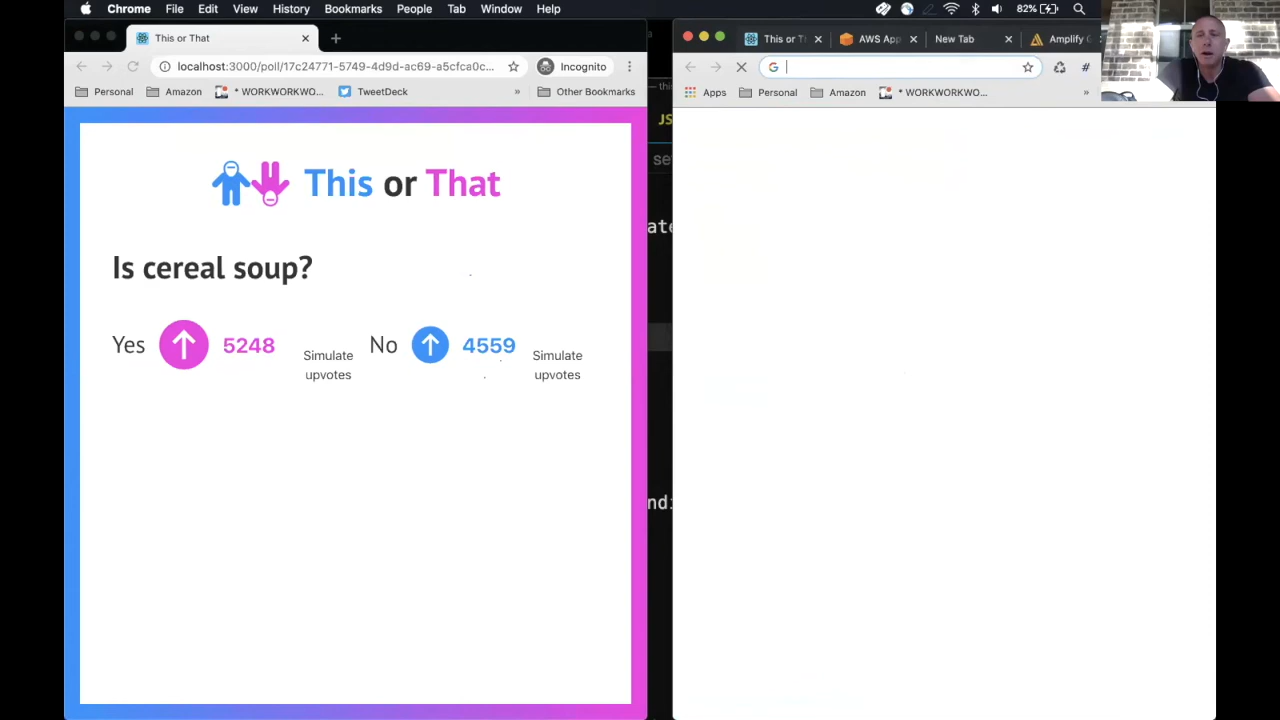 Chrome File Edit View History Bookmarks People Tab Window Help 82%
This or That
localhost:3000/poll/17c24771-5749-4d9d-ac69-a5cfca0c... Incognito
Personal Amazon * WORKWORKWO... TweetDeck Other Bookmarks
This or That
Is cereal soup?
Yes 5248 Simulate upvotes No 4559 Simulate upvotes
This AWS App New Tab Amplify
Apps Personal Amazon * WORKWORKWO... »
JS